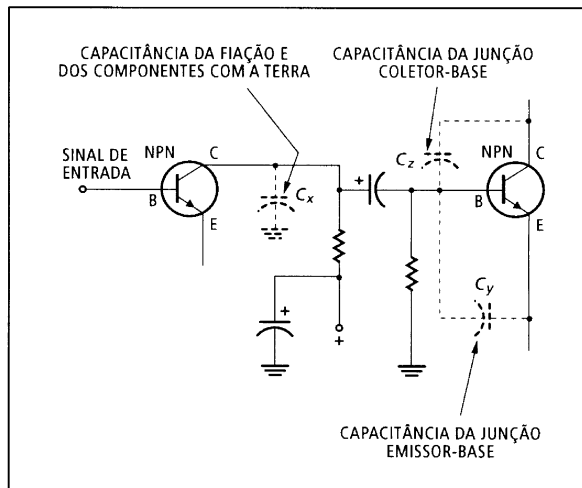 CAPACITÂNCIA DA FIAÇÃO E
DOS COMPONENTES COM A TERRA
CAPACITÂNCIA DA JUNÇÃO
COLETOR-BASE
SINAL DE
ENTRADA
NPN
C
B
E
Cx
+
+
+
Cz
NPN
C
B
E
Cy
CAPACITÂNCIA DA JUNÇÃO
EMISSOR-BASE